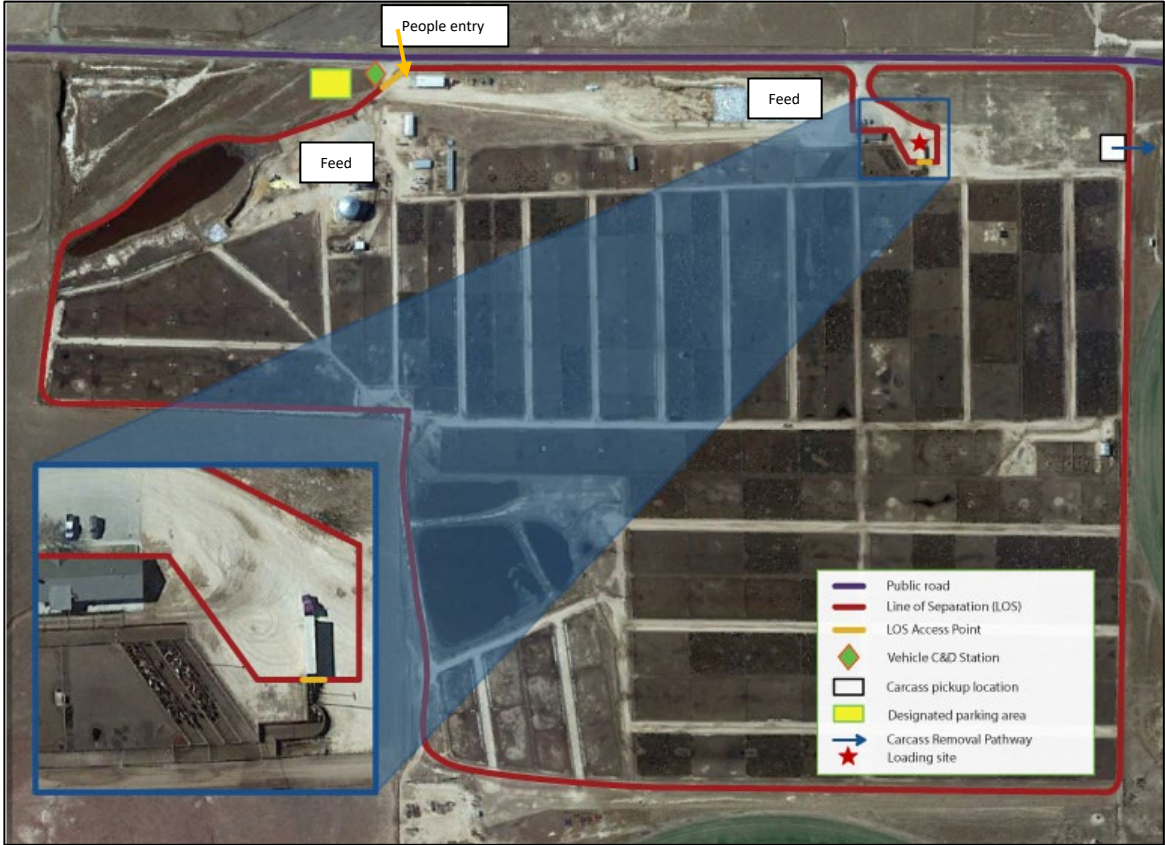 People entry
Feed
Feed
Public road
Line of Separation (LOS)
LOS Access Point
Vehicle C&D Station
Carcass pickup location
Designated parking area
Carcass Removal Pathway
Loading site